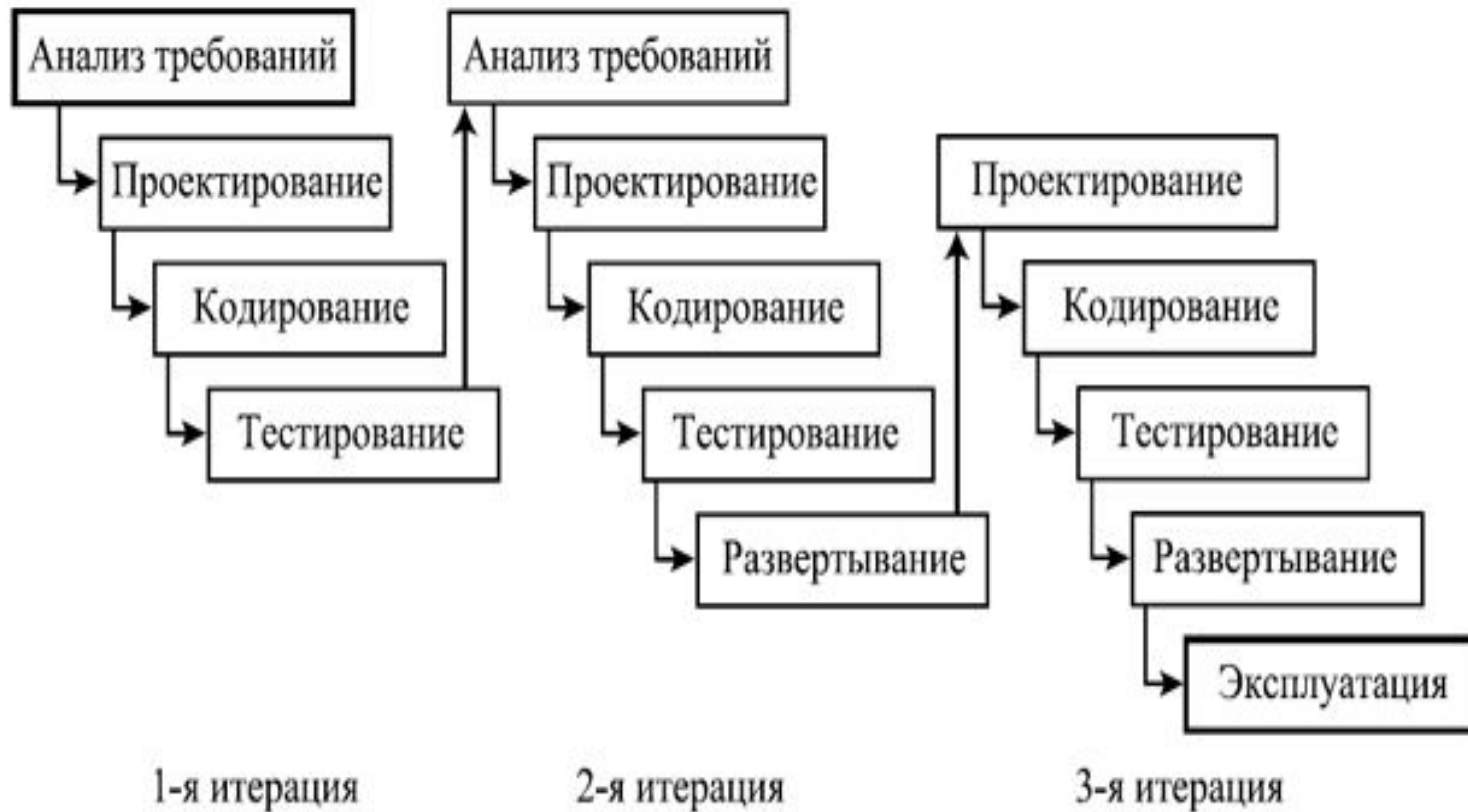 Анализ требований
Проектирование
Кодирование
Тестирование
1-я итерация
Анализ требований
Проектирование
Кодирование
Тестирование
Развертывание
2-я итерация
Проектирование
Кодирование
Тестирование
Развертывание
Эксплуатация
3-я итерация